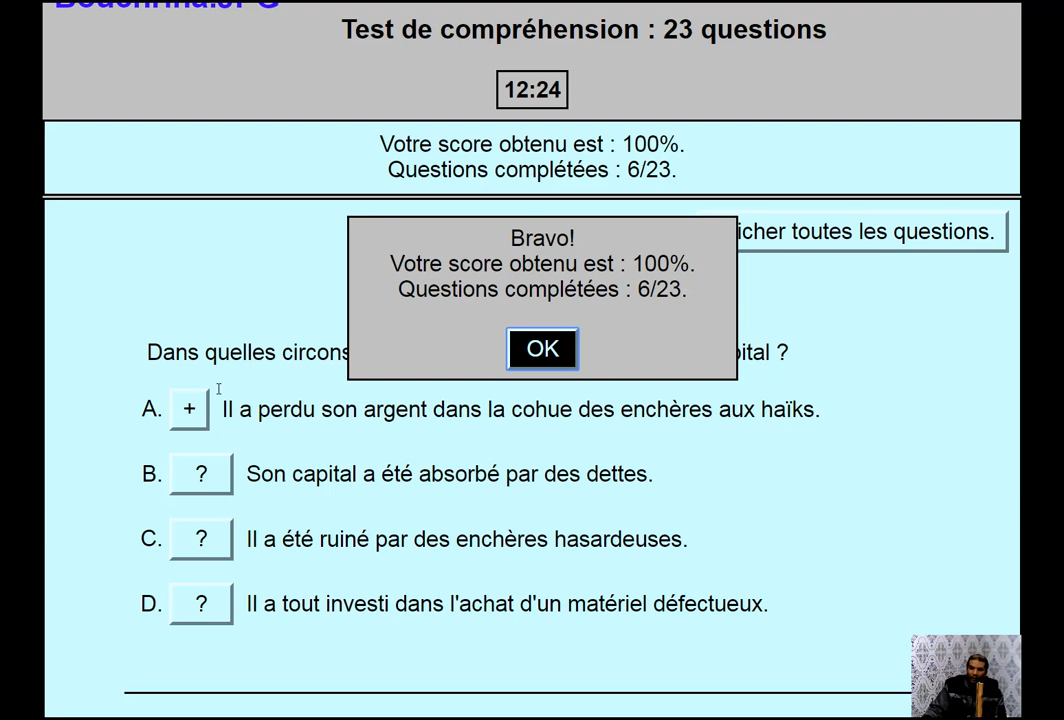 Test de compréhension : 23 questions
12:24
Votre score obtenu est : 100%.
Questions complétées : 6/23.
icher toutes les questions.
Bravo!
Votre score obtenu est : 100%.
Questions complétées : 6/23.
OK
Dans quelles circons
pital ?
A. + Il a perdu son argent dans la cohue des enchères aux haïks.
B. ? Son capital a été absorbé par des dettes.
C. ? Il a été ruiné par des enchères hasardeuses.
D. ? Il a tout investi dans l'achat d'un matériel défectueux.